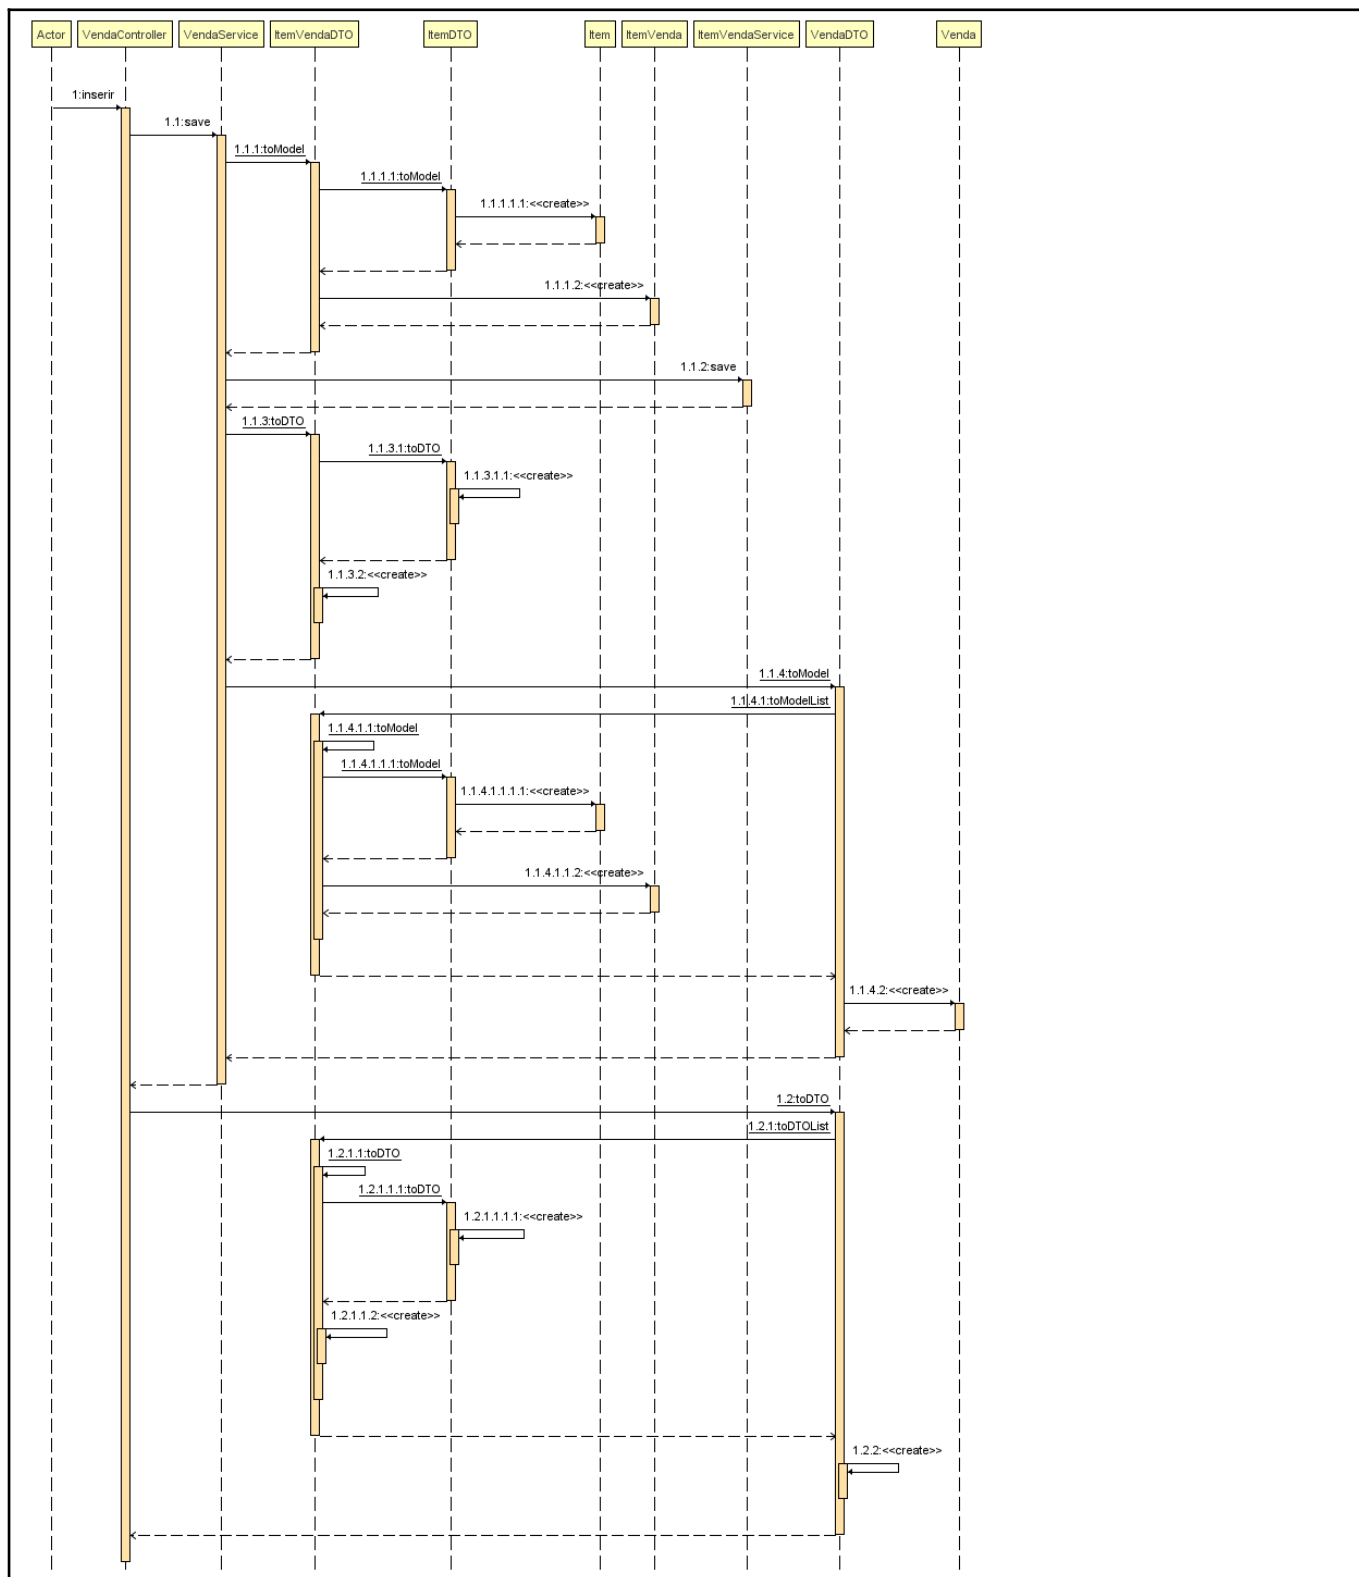 Actor VendaController VendaService ItemVendaDTO ItemDTO Item ItemVenda ItemVendaService VendaDTO Venda
1:inserir
1.1:save
1.1.1:toModel
1.1.1.1:toModel
1.1.1.1.1:<<create>>
1.1.1.2:<<create>>
1.1.2:save
1.1.3:toDTO
1.1.3.1:toDTO
1.1.3.1.1:<<create>>
1.1.3.2:<<create>>
1.1.4:toModel
1.1.4.1:toModelList
1.1.4.1.1:toModel
1.1.4.1.1.1:toModel
1.1.4.1.1.1.1:<<create>>
1.1.4.1.1.2:<<create>>
1.1.4.2:<<create>>
1.2:toDTO
1.2.1:toDTOList
1.2.1.1:toDTO
1.2.1.1.1:toDTO
1.2.1.1.1.1:<<create>>
1.2.1.1.2:<<create>>
1.2.2:<<create>>